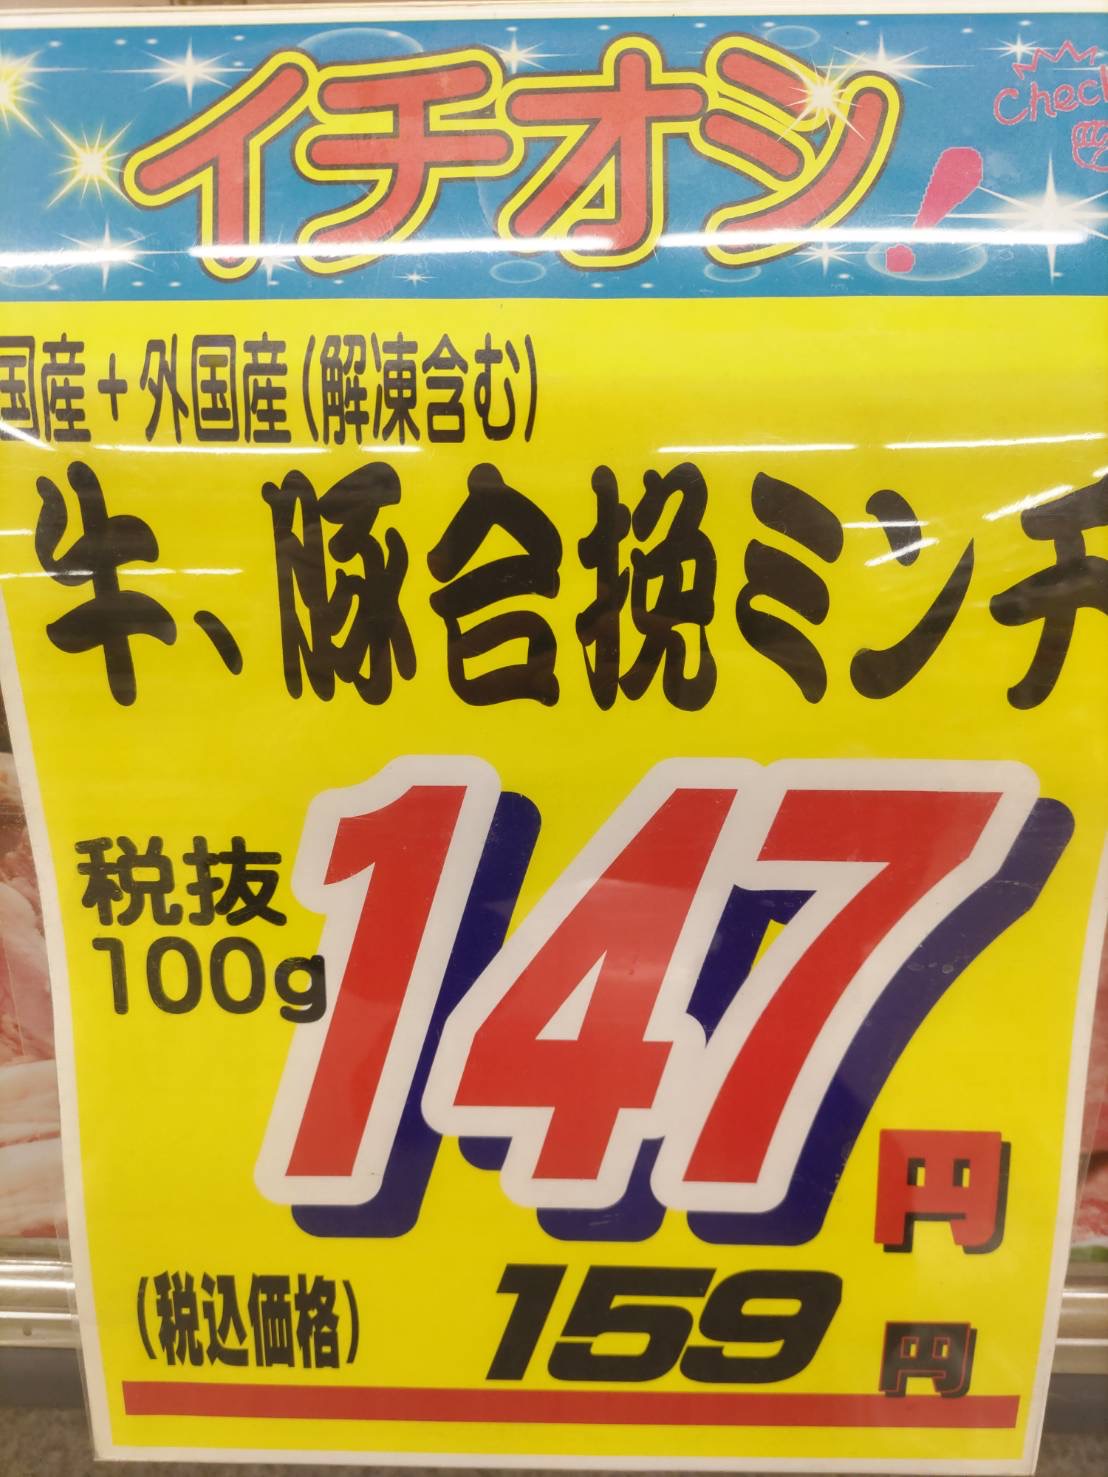 イチオシ!
Check
国産+外国産(解凍含む)
牛、豚合挽ミンチ
税抜
100g
147円
(税込価格) 159円